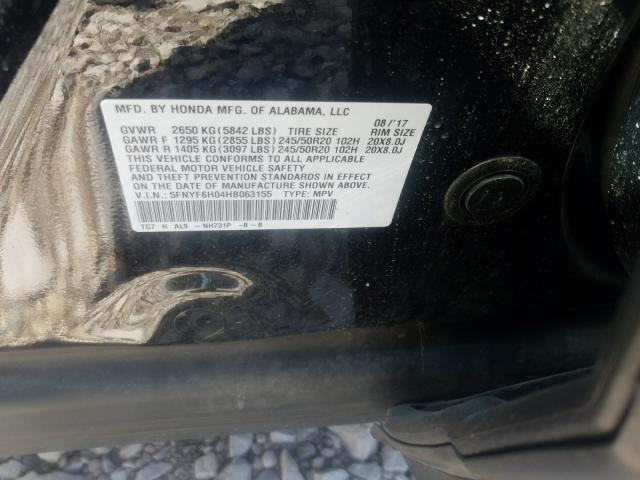 MFD. BY HONDA MFG. OF ALABAMA, LLC 08/'17
GVWR 2650 KG(5842 LBS) TIRE SIZE RIM SIZE
GAWR F 1295 KG(2855 LBS)245/50R20 102H 20X8.0J
GAWR R 1405 KG(3097 LBS)245/50R20 102H 20X8.0J
THIS VEHICLE CONFORMS TO ALL APPLICABLE
FEDERAL MOTOR VEHICLE SAFETY
AND THEFT PREVENTION STANDARDS IN EFFECT
ON THE DATE OF MANUFACTURE SHOWN ABOVE.
V.I.N.: 5FNYF6H04HB063155 TYPE: MPV
YG7 H AL9 -NH731P -B-B